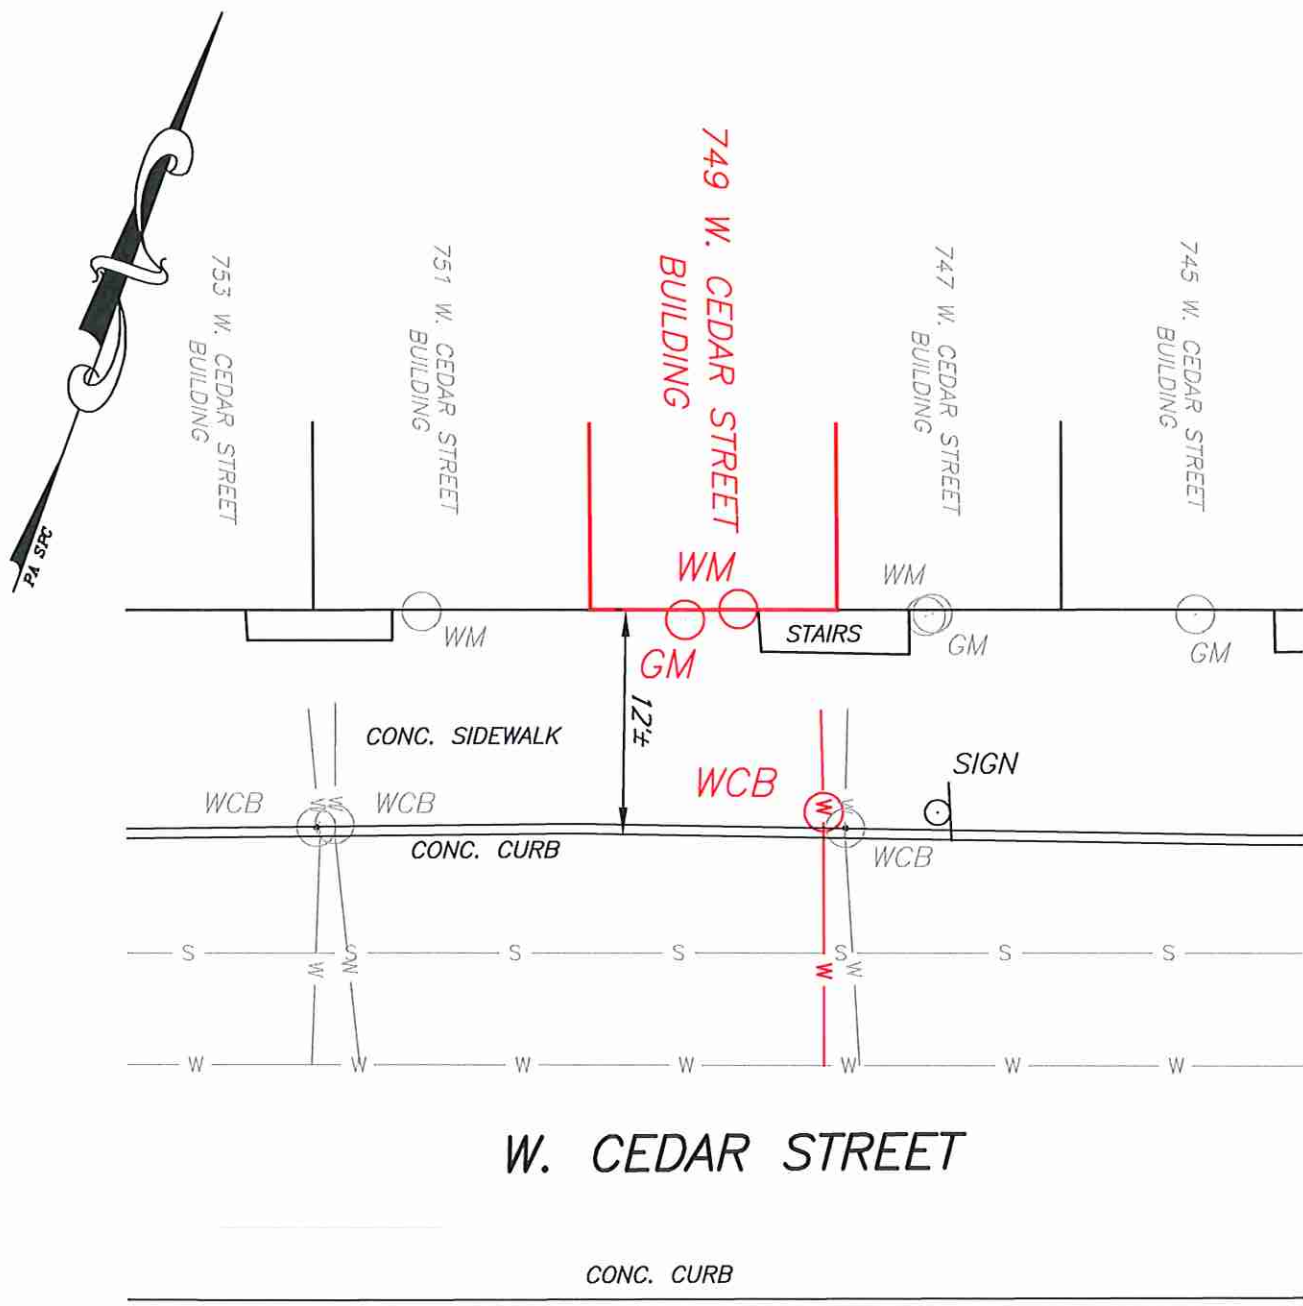 PA SPC
753 W. CEDAR STREET
BUILDING
751 W. CEDAR STREET
BUILDING
749 W. CEDAR STREET
BUILDING
747 W. CEDAR STREET
BUILDING
745 W. CEDAR STREET
BUILDING
WM
WM
WM
STAIRS
GM
GM
GM
12'±
CONC. SIDEWALK
WCB
WCB
WCB
SIGN
W
W
W
W
CONC. CURB
WCB
S
S
S
S
S
S
S
W
W
W
W
W
W
W
W
W
W
W
W. CEDAR STREET
CONC. CURB